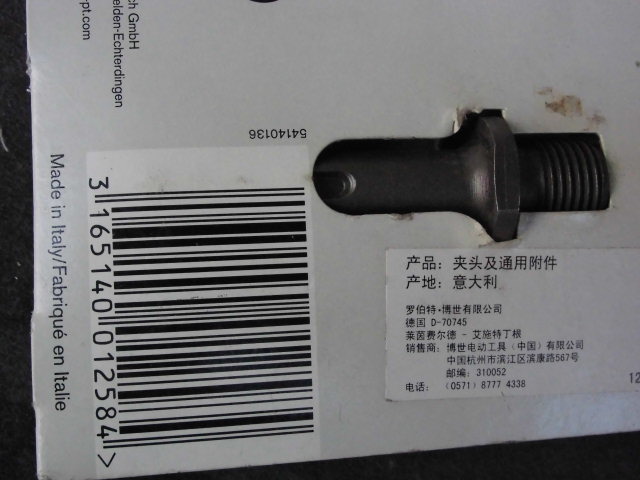 ch GmbH
elden-Echterdingen
pt.com
54140136
Made in Italy/Fabriqué en Italie
3 165140 012584 >
产品: 夹头及通用附件
产地: 意大利
罗伯特·博世有限公司
德国 D-70745
莱茵费尔德 - 艾施特丁根
销售商: 博世电动工具 (中国) 有限公司
中国杭州市滨江区滨康路567号
邮编: 310052
电话: (0571) 8777 4338
12